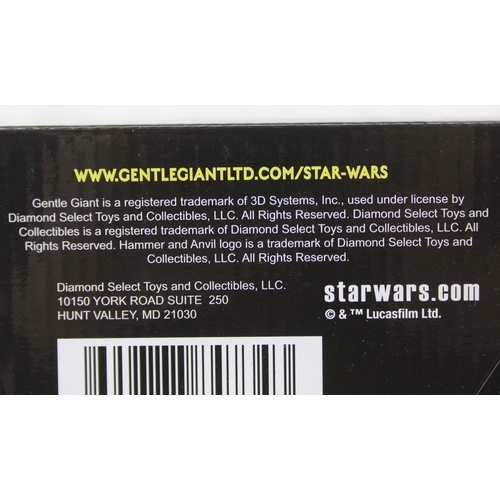 WWW.GENTLEGIANTLTD.COM/STAR-WARS
Gentle Giant is a registered trademark of 3D Systems, Inc., used under license by
Diamond Select Toys and Collectibles, LLC. All Rights Reserved. Diamond Select Toys and
Collectibles is a registered trademark of Diamond Select Toys and Collectibles, LLC. All
Rights Reserved. Hammer and Anvil logo is a trademark of Diamond Select Toys and
Collectibles, LLC. All Rights Reserved.
Diamond Select Toys and Collectibles, LLC.
10150 YORK ROAD SUITE 250
HUNT VALLEY, MD 21030
starwars.com
© & ™ Lucasfilm Ltd.